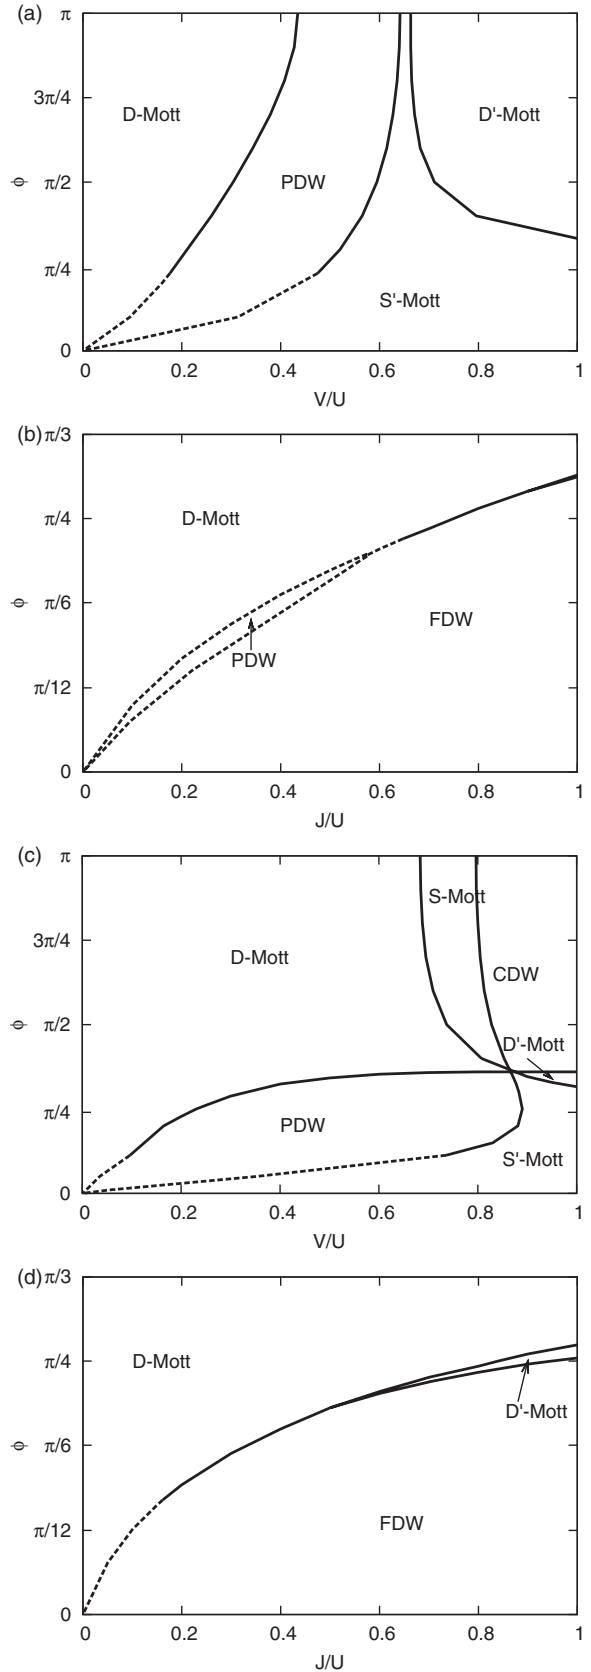 (a)
π
3π/4
D-Mott
D'-Mott
ϕ
π/2
PDW
π/4
S'-Mott
0
0 0.2 0.4 0.6 0.8 1
V/U
(b)
π/3
π/4
D-Mott
ϕ
π/6
FDW
PDW
π/12
0
0 0.2 0.4 0.6 0.8 1
J/U
(c)
π
S-Mott
3π/4
D-Mott
CDW
ϕ
π/2
D'-Mott
π/4
PDW
S'-Mott
0
0 0.2 0.4 0.6 0.8 1
V/U
(d)
π/3
π/4
D-Mott
D'-Mott
ϕ
π/6
π/12
FDW
0
0 0.2 0.4 0.6 0.8 1
J/U